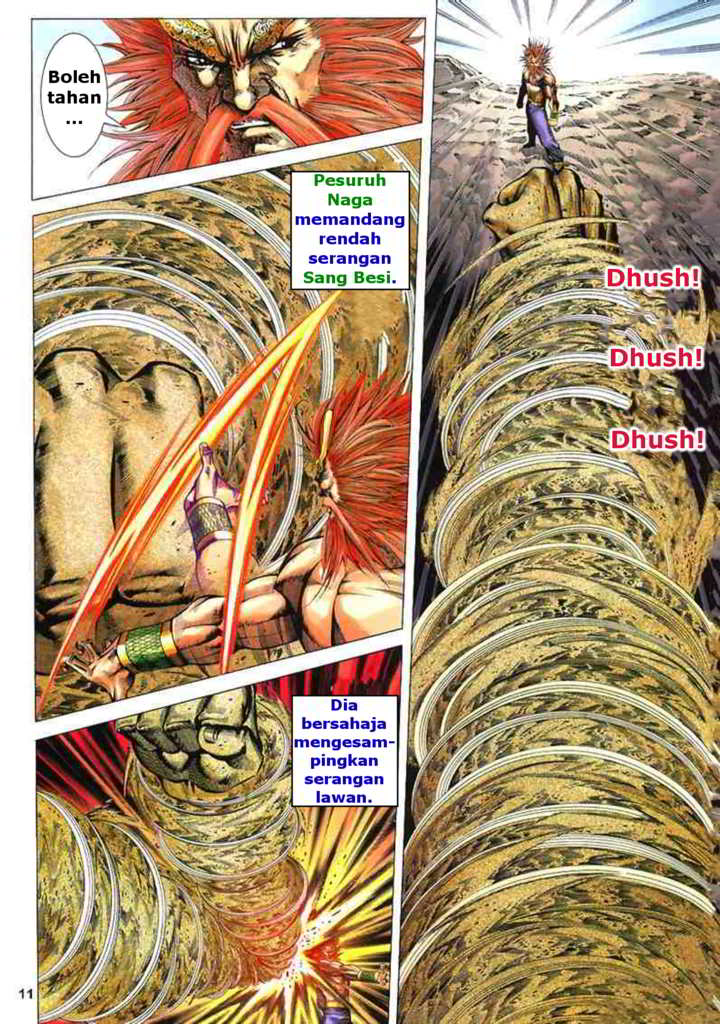 Boleh
tahan
...
Pesuruh
Naga
memandang
rendah
serangan
Sang Besi.
Dhush!
Dhush!
Dhush!
Dia
bersahaja
mengesam-
pingkan
serangan
lawan.
11